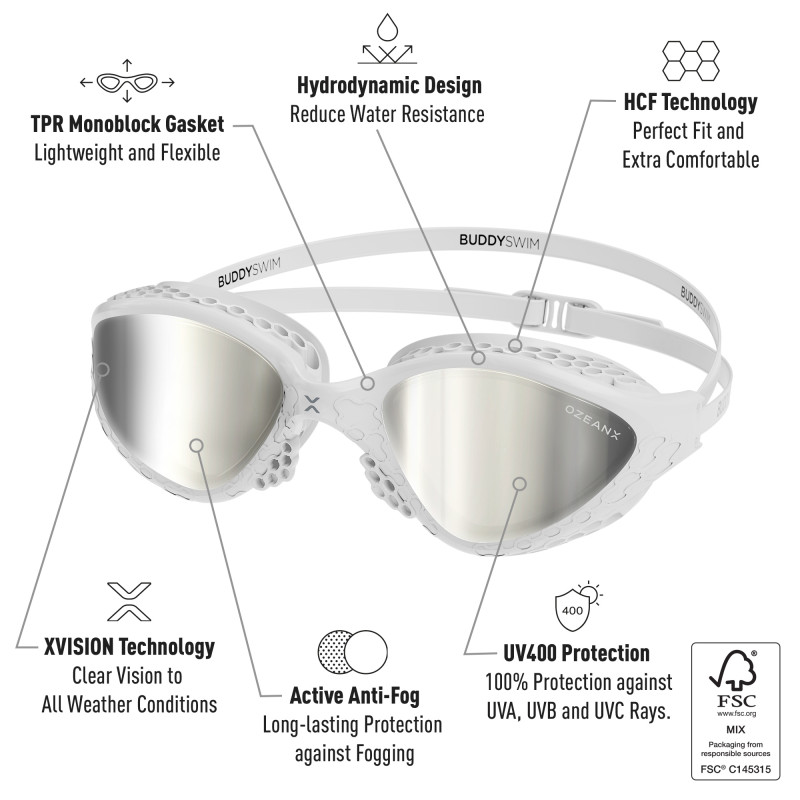 Hydrodynamic Design
Reduce Water Resistance
TPR Monoblock Gasket
Lightweight and Flexible
HCF Technology
Perfect Fit and
Extra Comfortable
BUDDYSWIM
BUDDYSWIM
BUDDYSWIM
OZEANX
XVISION Technology
Clear Vision to
All Weather Conditions
Active Anti-Fog
Long-lasting Protection
against Fogging
400
UV400 Protection
100% Protection against
UVA, UVB and UVC Rays.
FSC
www.fsc.org
MIX
Packaging from
responsible sources
FSC® C145315